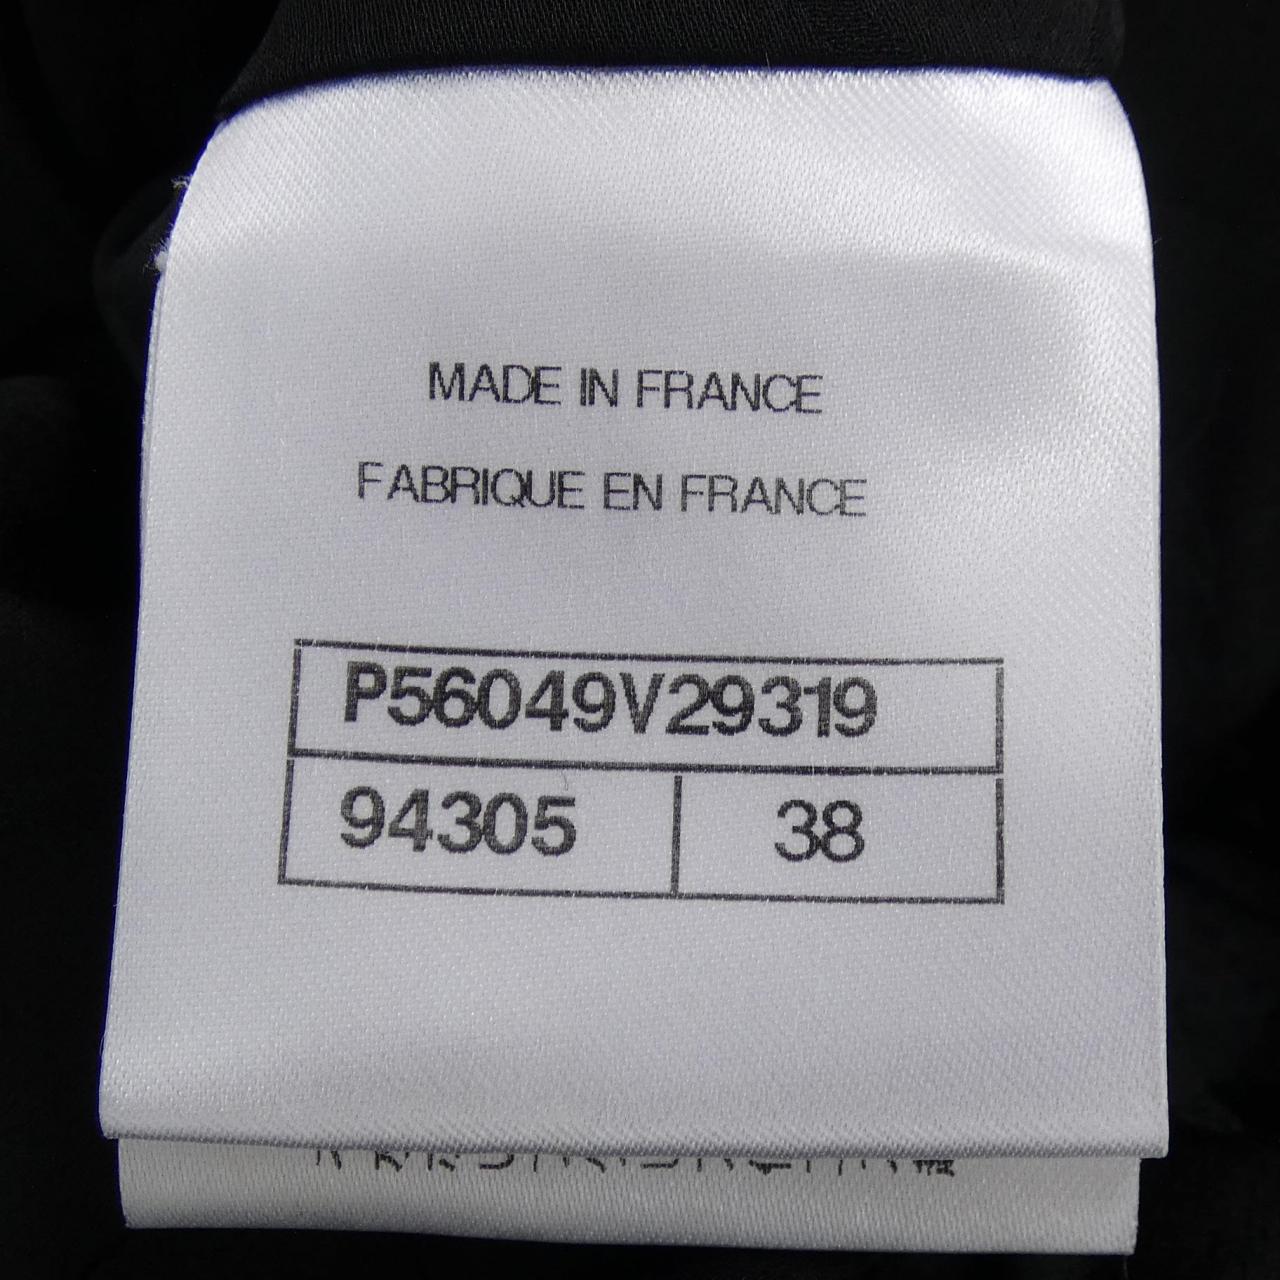 MADE IN FRANCE
FABRIQUE EN FRANCE
P56049V29319
94305 38